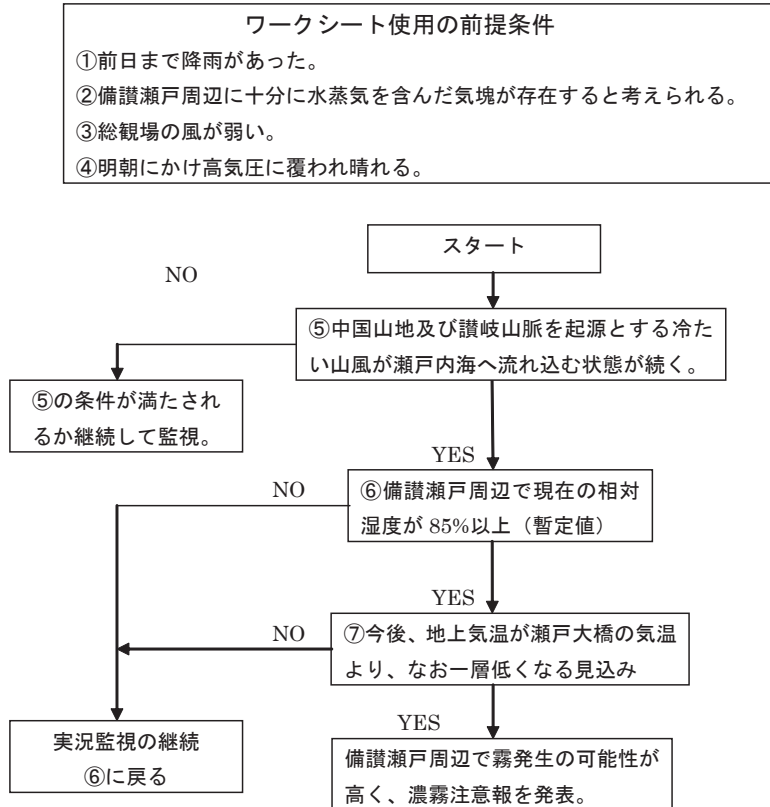 ワークシート使用の前提条件
①前日まで降雨があった。
②備讃瀬戸周辺に十分に水蒸気を含んだ気塊が存在すると考えられる。
③総観場の風が弱い。
④明朝にかけ高気圧に覆われ晴れる。
スタート
NO
⑤中国山地及び讃岐山脈を起源とする冷た
い山風が瀬戸内海へ流れ込む状態が続く。
⑤の条件が満たされ
るか継続して監視。
YES
NO
⑥備讃瀬戸周辺で現在の相対
湿度が 85%以上（暫定値）
YES
NO
⑦今後、地上気温が瀬戸大橋の気温
より、なお一層低くなる見込み
YES
実況監視の継続
⑥に戻る
備讃瀬戸周辺で霧発生の可能性が
高く、濃霧注意報を発表。